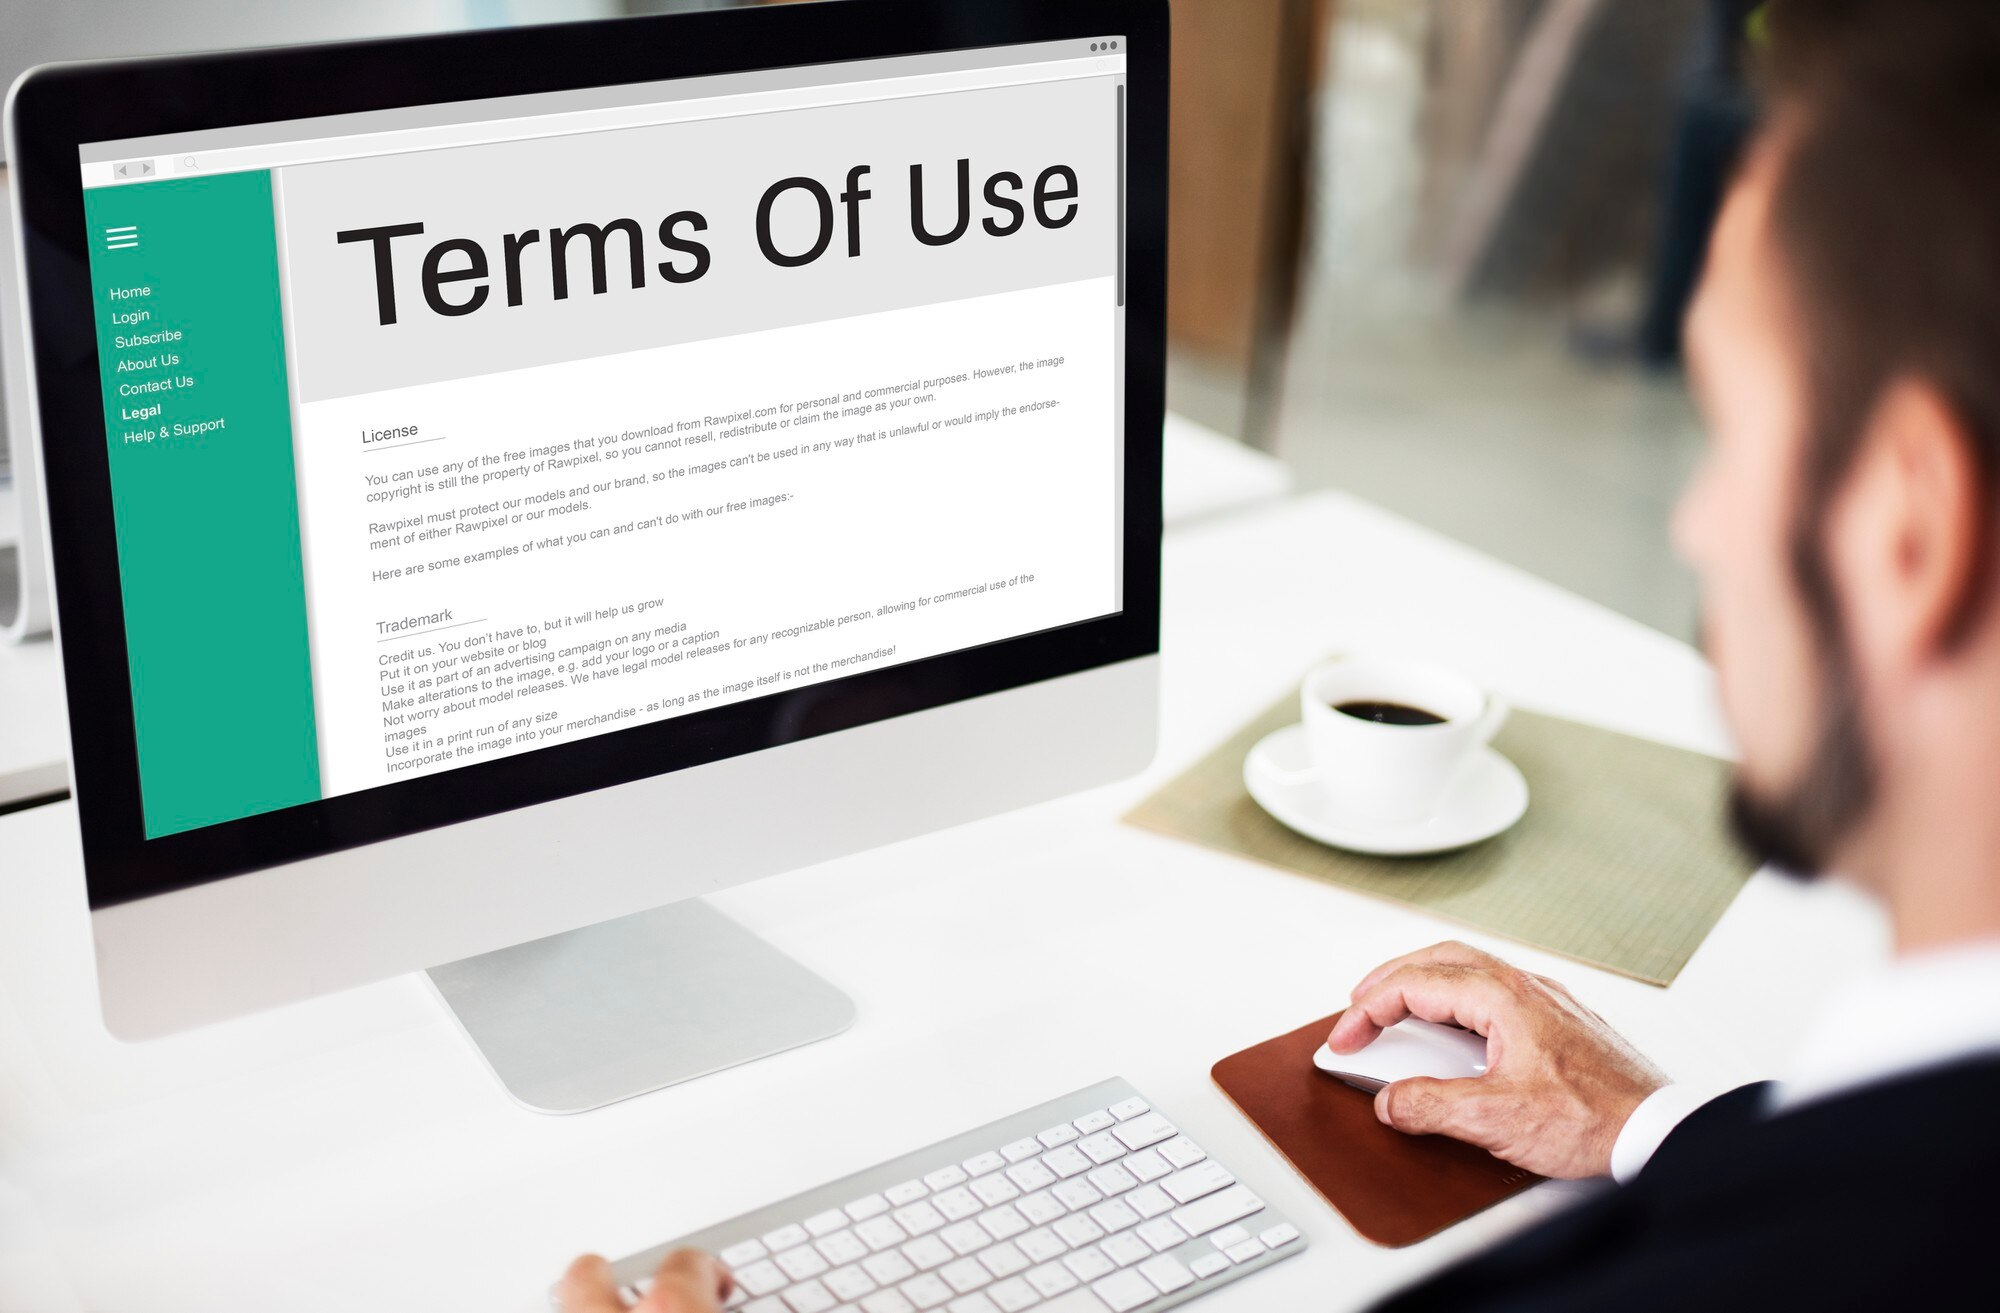 Terms Of Use
Home
Login
Subscribe
About Us
Contact Us
Legal
Help & Support
License
You can use any of the free images that you download from Rawpixel.com for personal and commercial purposes. However, the image
copyright is still the property of Rawpixel, so you cannot resell, redistribute or claim the image as your own.
Rawpixel must protect our models and our brand, so the images can't be used in any way that is unlawful or would imply the endorse-
ment of either Rawpixel or our models.
Here are some examples of what you can and can't do with our free images:-
Trademark
Credit us. You don't have to, but it will help us grow
Put it on your website or blog
Use it as part of an advertising campaign on any media
Make alterations to the image, e.g. add your logo or a caption
Not worry about model releases. We have legal model releases for any recognizable person, allowing for commercial use of the
images
Use it in a print run of any size
Incorporate the image into your merchandise - as long as the image itself is not the merchandise!